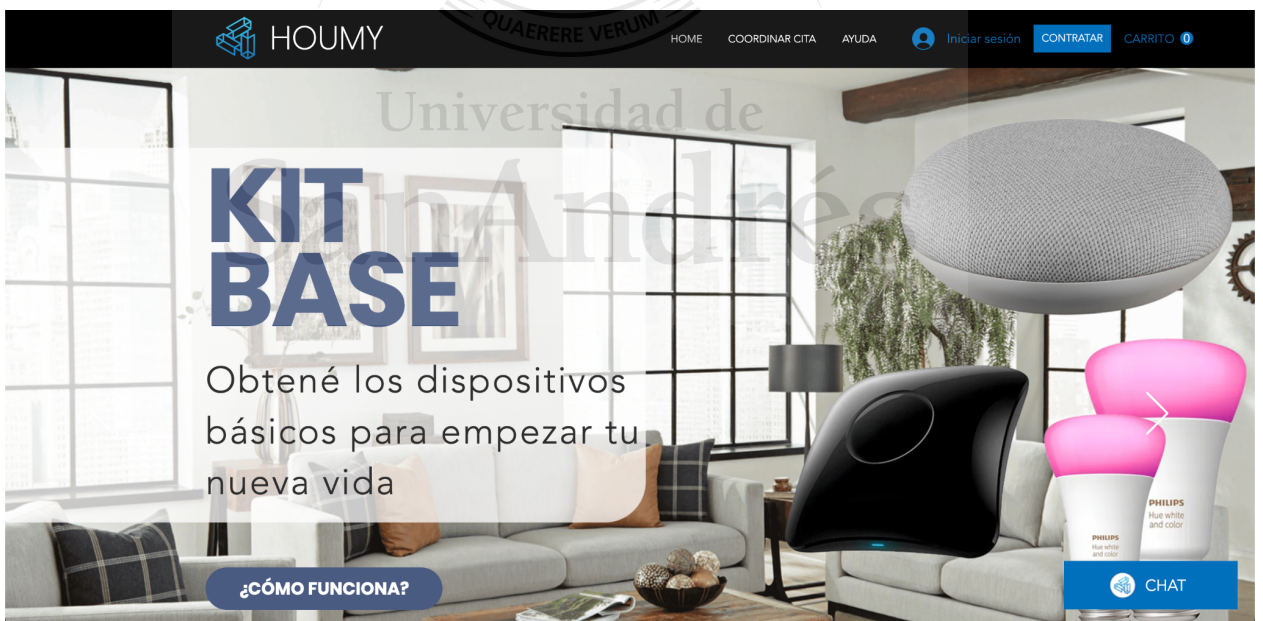 QUAERERE VERUM
HOUMY
HOME COORDINAR CITA AYUDA Iniciar sesión CONTRATAR CARRITO 0
Universidad de
SanAndrés
KIT
BASE
Obtené los dispositivos
básicos para empezar tu
nueva vida
¿CÓMO FUNCIONA?
PHILIPS
Hue white
and color
PHILIPS
Hue white
and color
CHAT